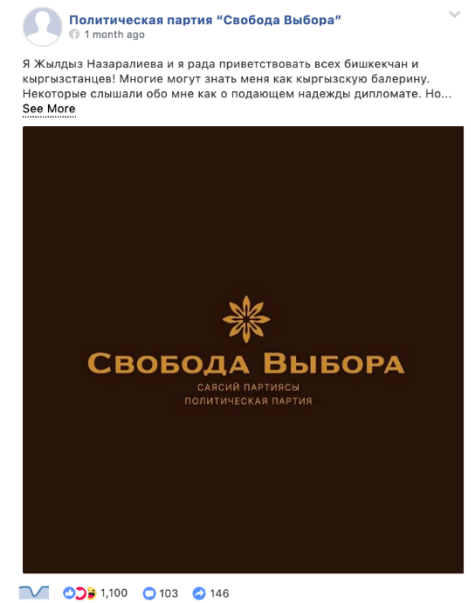 Политическая партия “Свобода Выбора”
1 month ago
Я Жылдыз Назаралиева и я рада приветствовать всех бишкекчан и
кыргызстанцев! Многие могут знать меня как кыргызскую балерину.
Некоторые слышали обо мне как о подающем надежды дипломате. Но...
See More
Свобода Выбора
САЯСИЙ ПАРТИЯСЫ
ПОЛИТИЧЕСКАЯ ПАРТИЯ
1,100 103 146